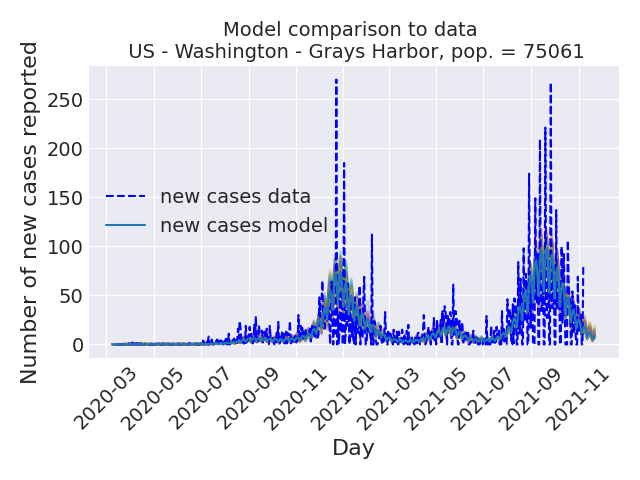 Model comparison to data
US - Washington - Grays Harbor, pop. = 75061
Number of new cases reported
250
200
150
100
50
0
new cases data
new cases model
2020-03
2020-05
2020-07
2020-09
2020-11
2021-01
2021-03
2021-05
2021-07
2021-09
2021-11
Day